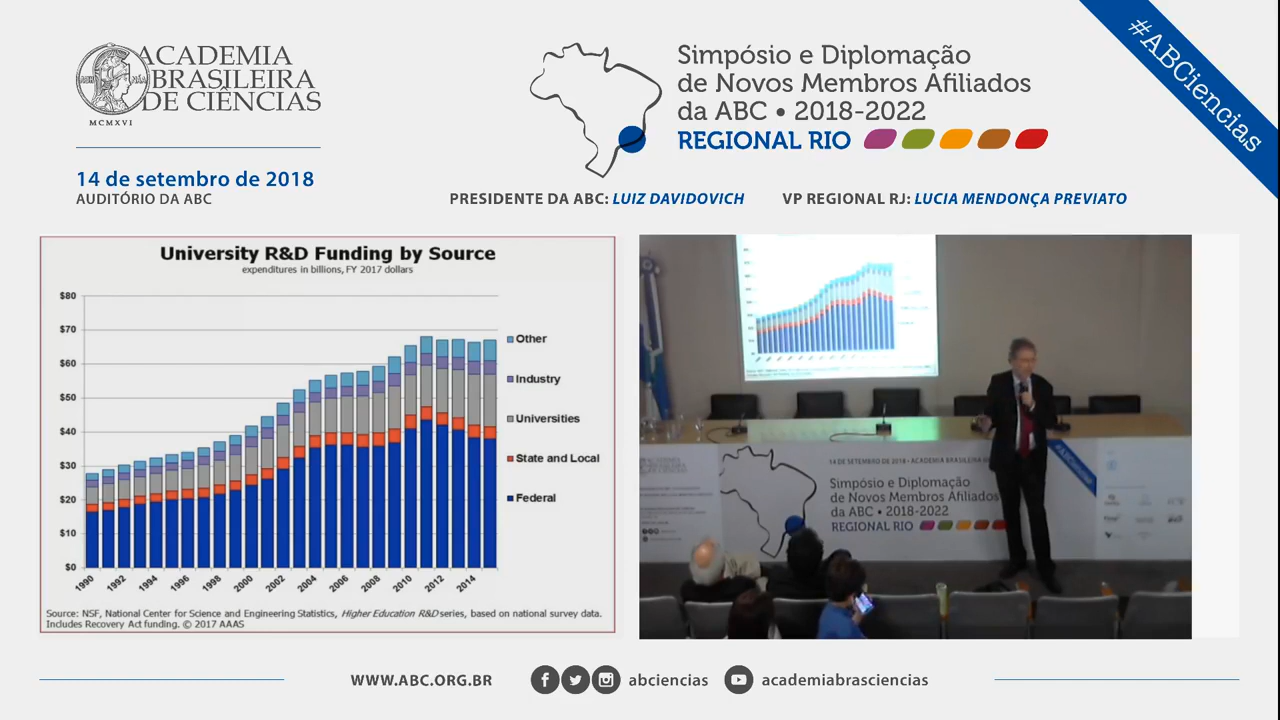 ACADEMIA
BRASILEIRA
DE CIÊNCIAS
MCMXVI
14 de setembro de 2018
AUDITÓRIO DA ABC
Simpósio e Diplomação
de Novos Membros Afiliados
da ABC • 2018-2022
REGIONAL RIO
#ABCiencias
PRESIDENTE DA ABC: LUIZ DAVIDOVICH
VP REGIONAL RJ: LUCIA MENDONÇA PREVIATO
University R&D Funding by Source
expenditures in billions, FY 2017 dollars
$80
$70
$60
$50
$40
$30
$20
$10
$0
1990
1992
1994
1996
1998
2000
2002
2004
2006
2008
2010
2012
2014
Other
Industry
Universities
State and Local
Federal
Source: NSF, National Center for Science and Engineering Statistics, Higher Education R&D series, based on national survey data.
Includes Recovery Act funding. © 2017 AAAS
14 DE SETEMBRO DE 2018 • ACADEMIA BRASILEIRA DE
Simpósio e Diplomação
de Novos Membros Afiliados
da ABC • 2018-2022
REGIONAL RIO
WWW.ABC.ORG.BR
abciencias
academiabrasciencias